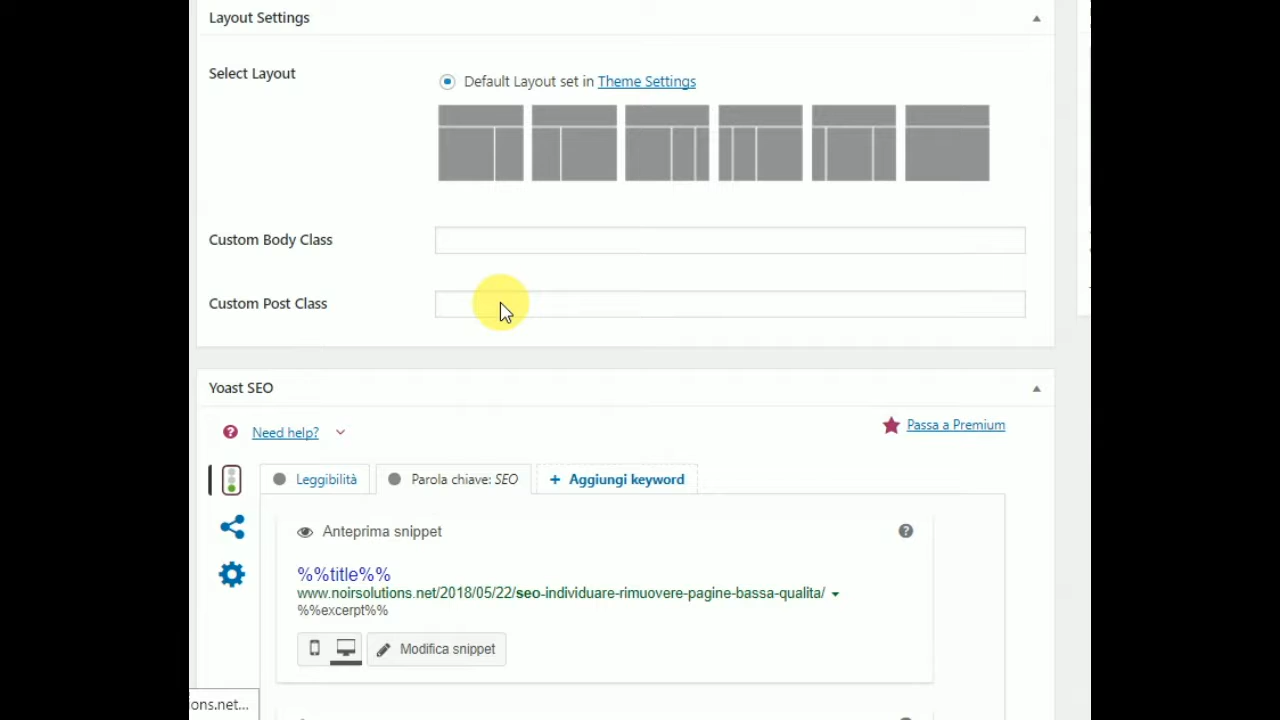 Layout Settings
Select Layout
Default Layout set in Theme Settings
Custom Body Class
Custom Post Class
Yoast SEO
Need help?
Passa a Premium
Leggibilità
Parola chiave: SEO
+ Aggiungi keyword
Anteprima snippet
%%title%%
www.noirsolutions.net/2018/05/22/seo-individuare-rimuovere-pagine-bassa-qualita/
%%excerpt%%
Modifica snippet
ons.net...